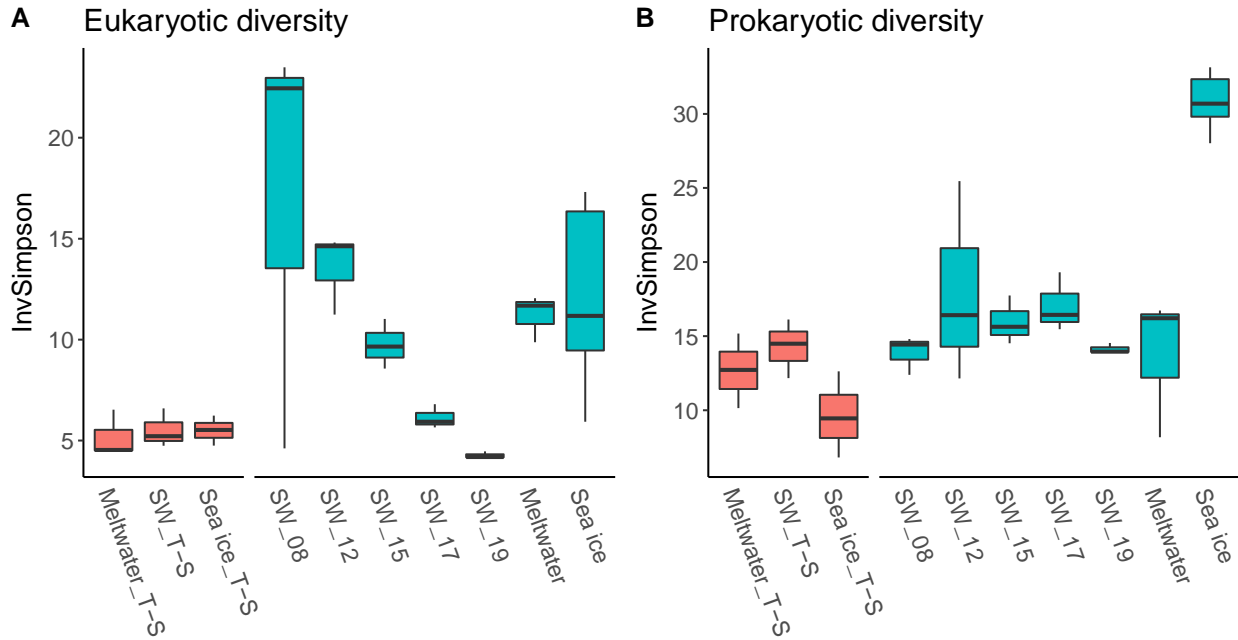 A Eukaryotic diversity
InvSimpson
20
15
10
5
Meltwater_T−S
SW_T−S
Sea ice_T−S
SW_08
SW_12
SW_15
SW_17
SW_19
Meltwater
Sea ice
B Prokaryotic diversity
InvSimpson
30
25
20
15
10
Meltwater_T−S
SW_T−S
Sea ice_T−S
SW_08
SW_12
SW_15
SW_17
SW_19
Meltwater
Sea ice